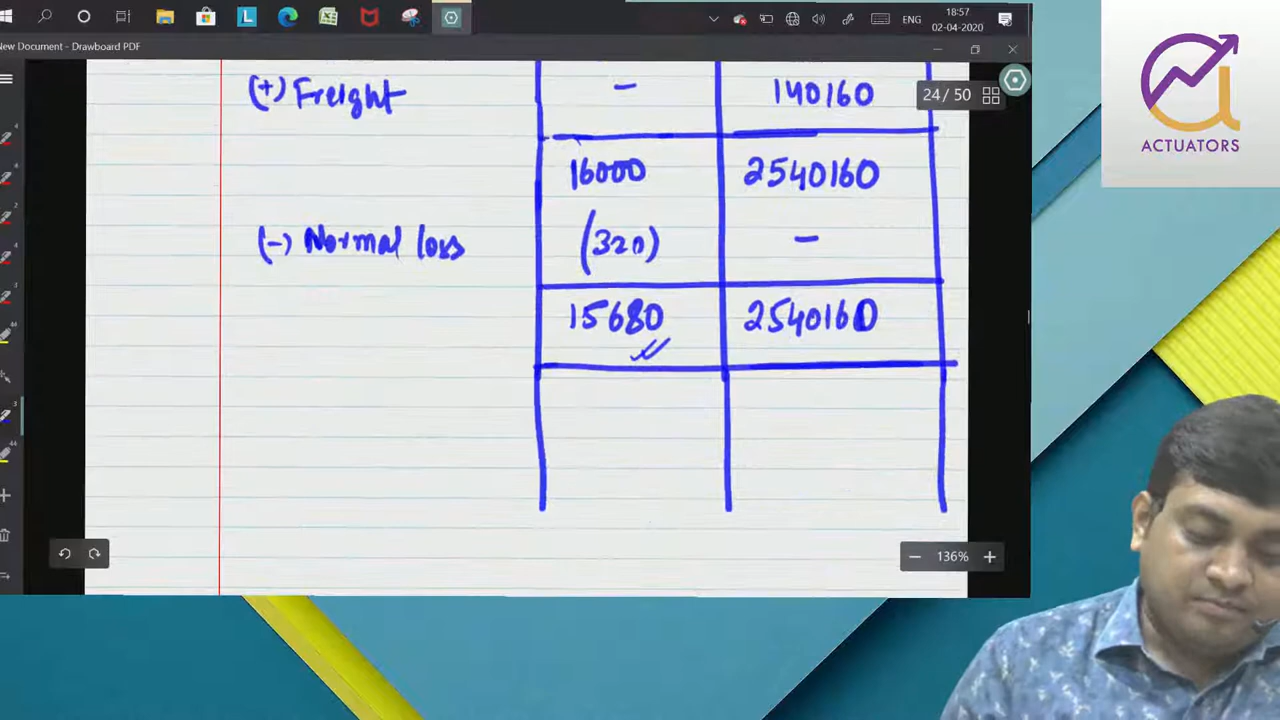 18:57
ENG
02-04-2020
New Document - Drawboard PDF
(+) Freight - 140160
24 / 50
16000 2540160
(-) Normal loss (320) -
15680 2540160
136%
ACTUATORS